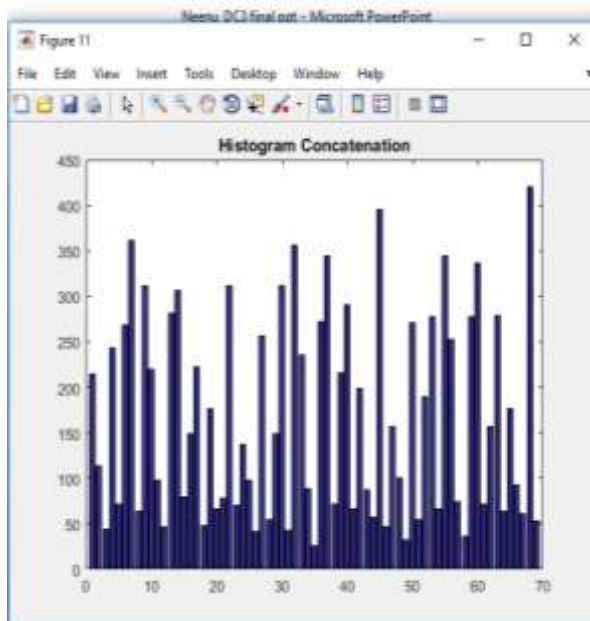 Neenu DC3 final.ppt - Microsoft PowerPoint
Figure 11
File Edit View Insert Tools Desktop Window Help
Histogram Concatenation
450
400
350
300
250
200
150
100
50
0
0 10 20 30 40 50 60 70